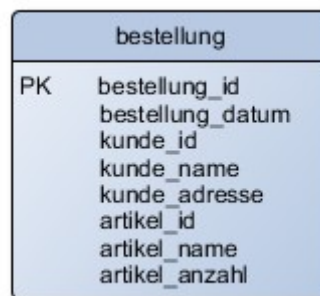 bestellung
PK bestellung_id
bestellung_datum
kunde_id
kunde_name
kunde_adresse
artikel_id
artikel_name
artikel_anzahl